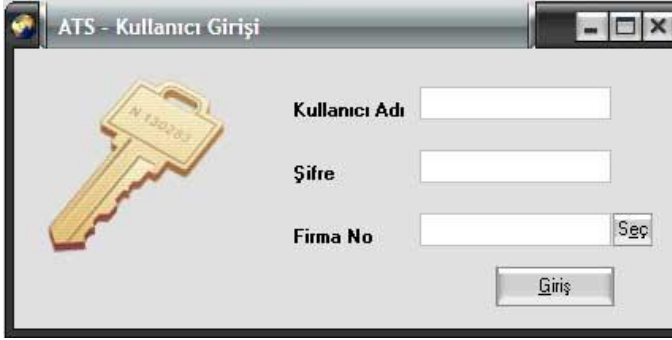 ATS - Kullanıcı Girişi
N 130283
Kullanıcı Adı
Şifre
Firma No
Seç
Giriş